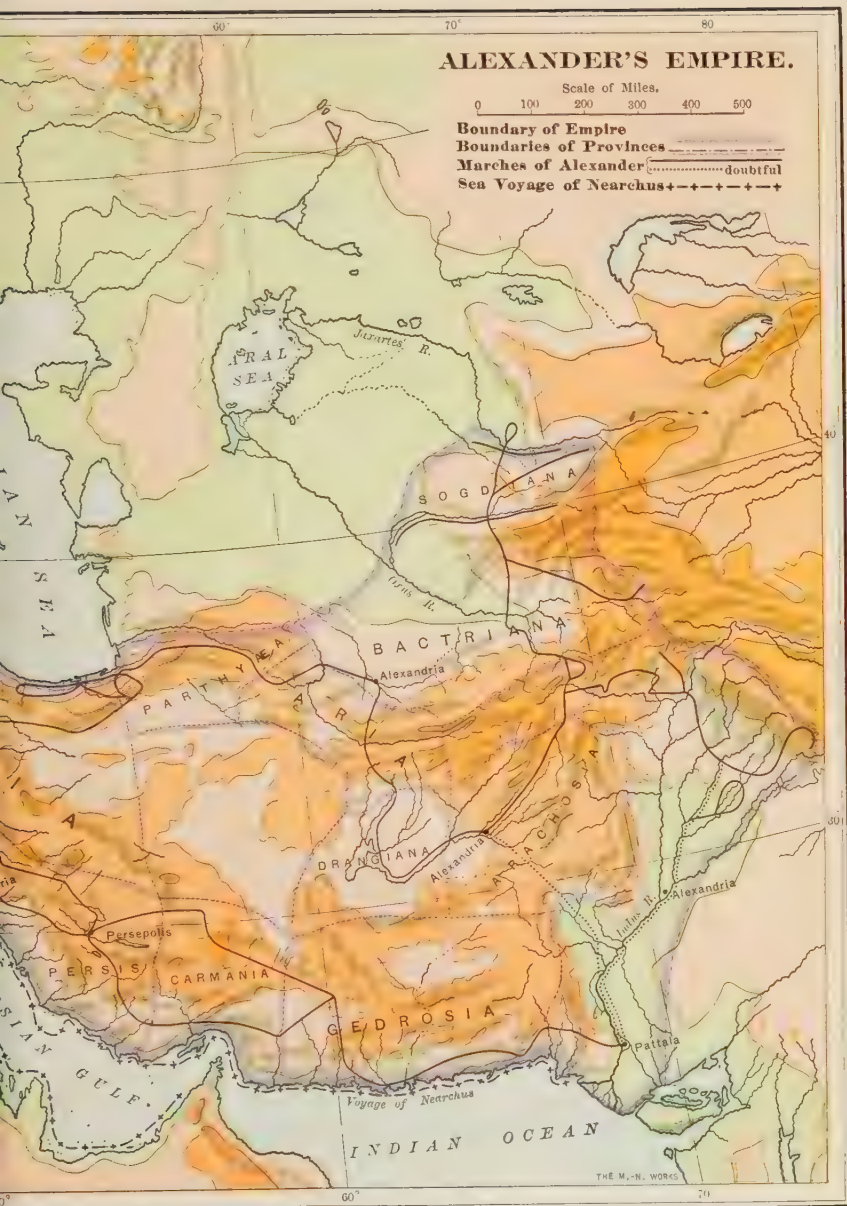 60° 70° 80
ALEXANDER'S EMPIRE.
Scale of Miles.
0 100 200 300 400 500
Boundary of Empire
Boundaries of Provinces
Marches of Alexander doubtful
Sea Voyage of Nearchus
Jaxartes R.
ARAL
SEA
40
SOGDIANA
SEA
Oxus R.
BACTRIANA
Alexandria
PARTHYEA
ARIA
ARACHOSIA
30
DRANGIANA
Alexandria
Alexandria
Indus R.
Persepolis
PERSIS
CARMANIA
GEDROSIA
Pattala
GULF.
Voyage of Nearchus
INDIAN OCEAN
THE M.-N. WORKS
60° 70